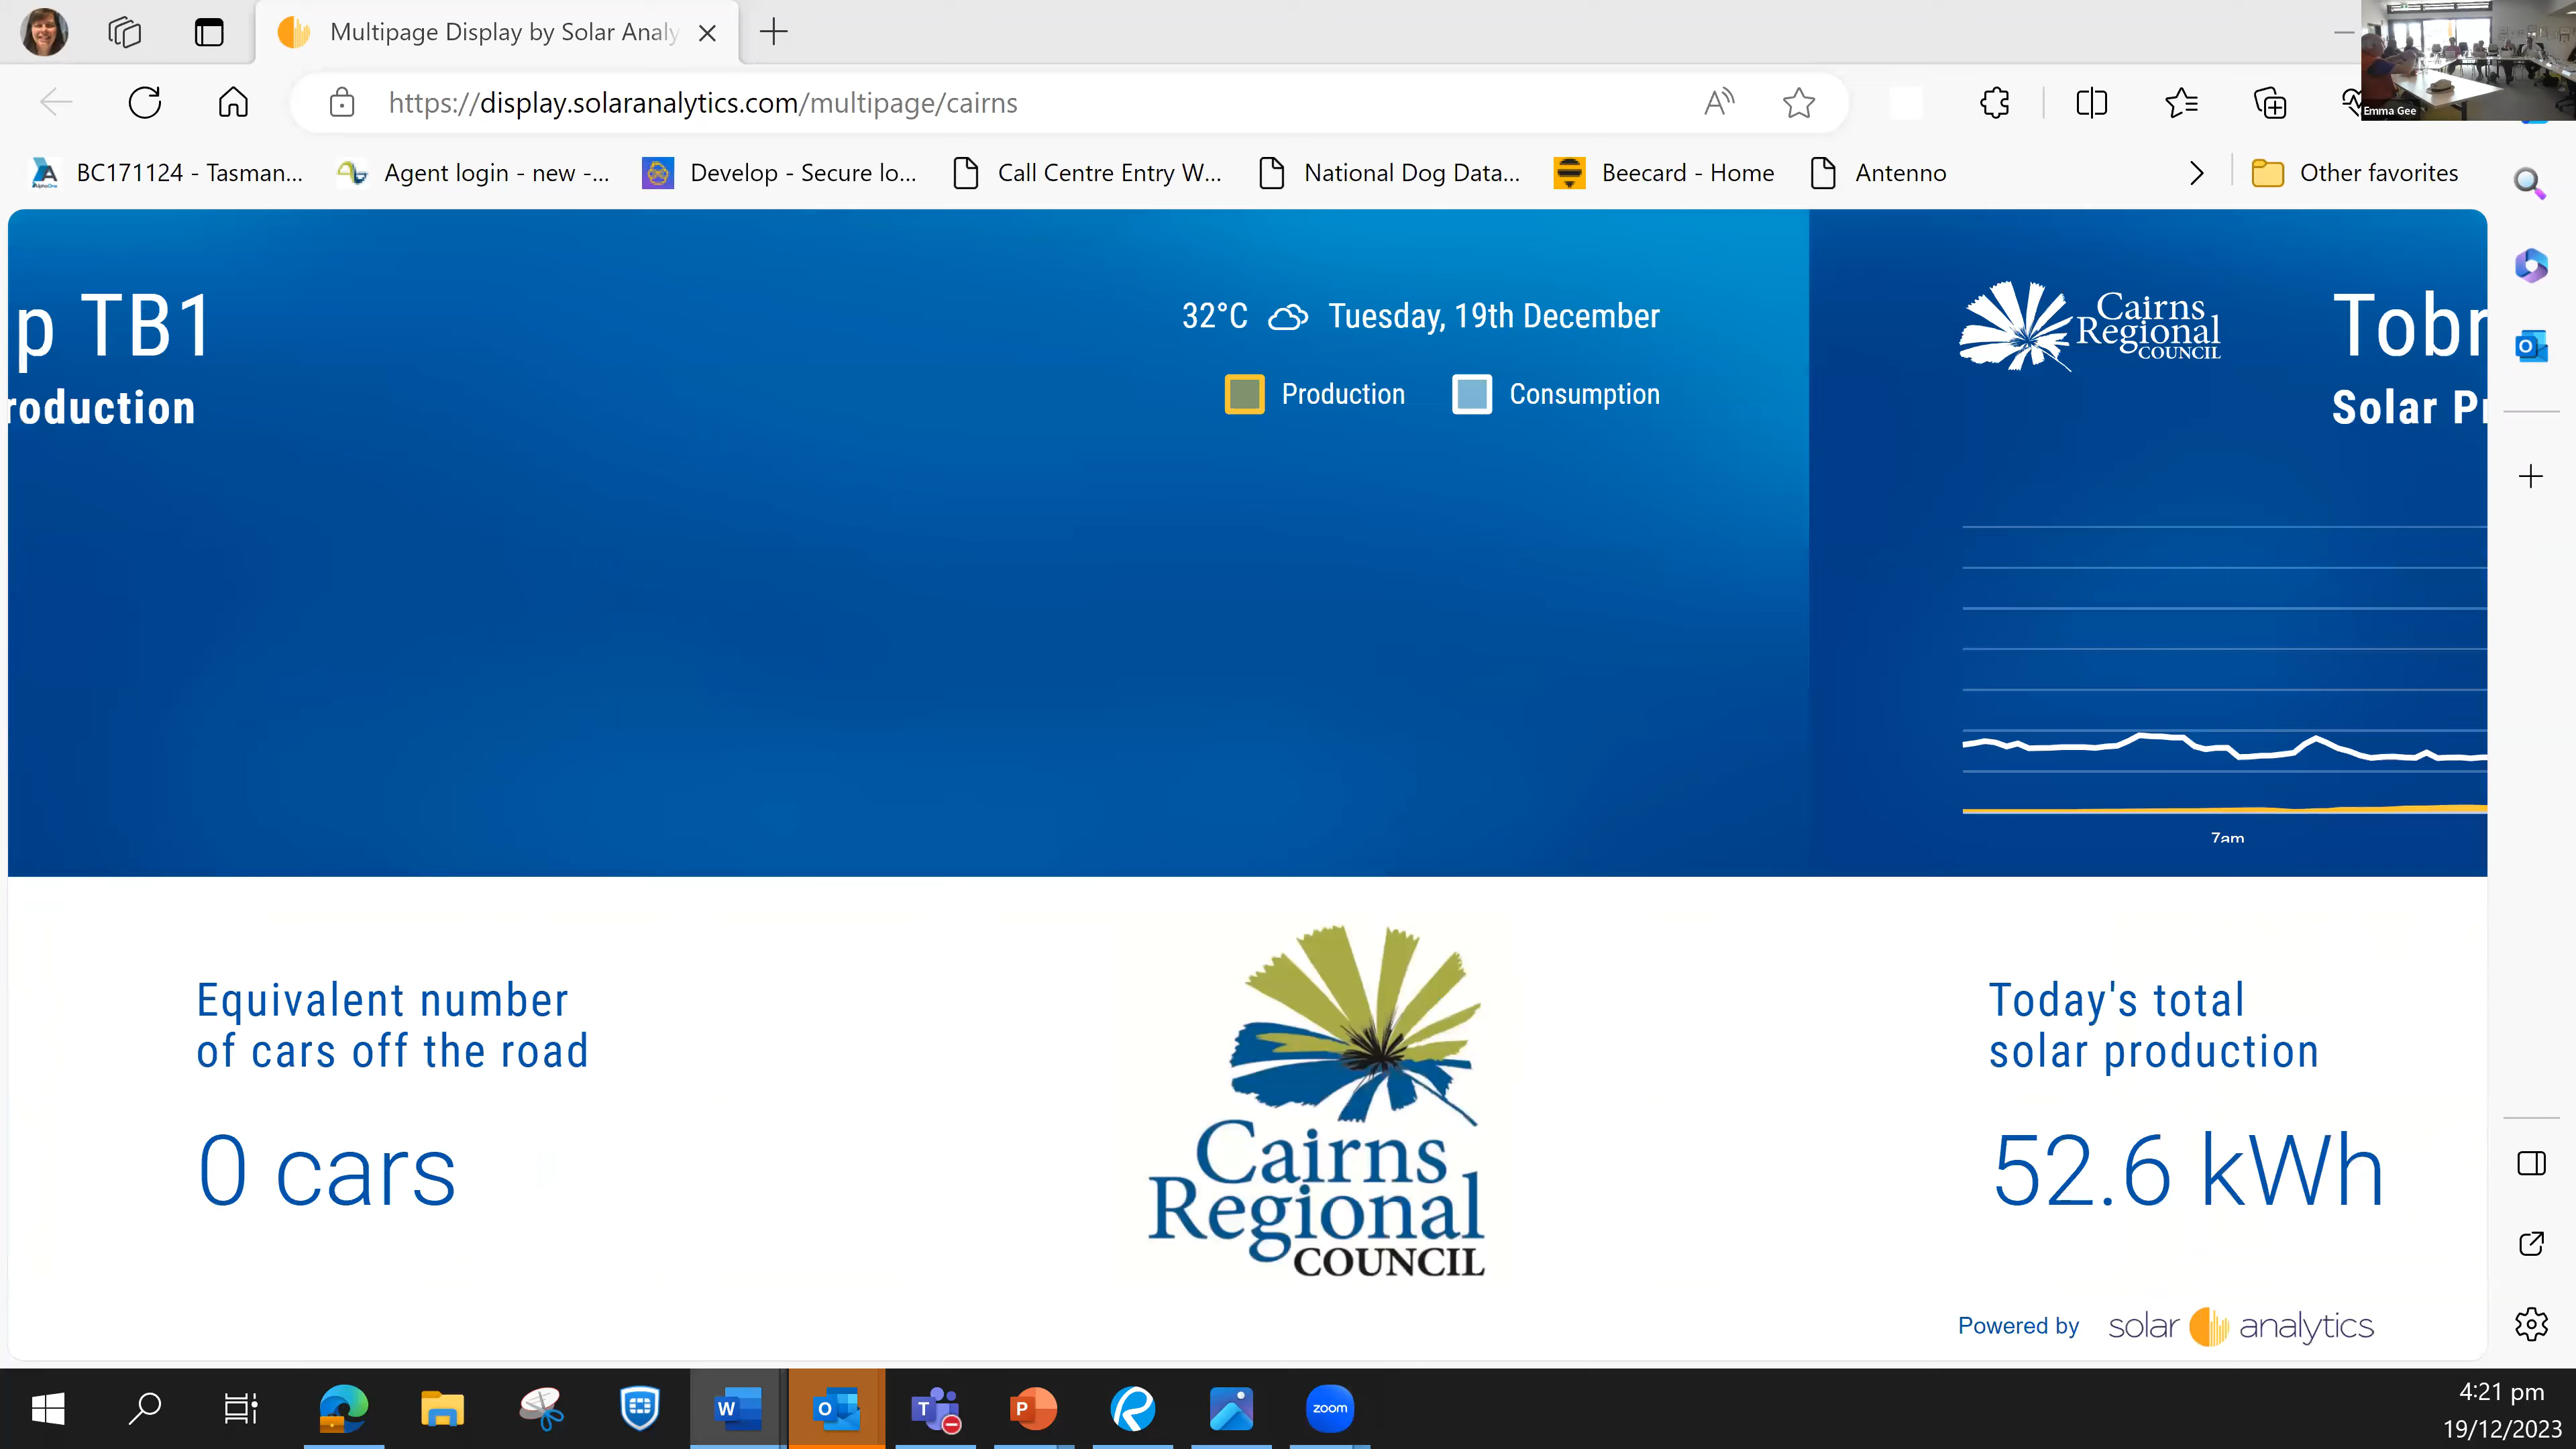 Multipage Display by Solar Analy
Emma Gee
https://display.solaranalytics.com/multipage/cairns
BC171124 - Tasman...
Agent login - new -...
Develop - Secure lo...
Call Centre Entry W...
National Dog Data...
Beecard - Home
Antenno
Other favorites
p TB1
roduction
32°C
Tuesday, 19th December
Production
Consumption
Cairns
Regional
COUNCIL
Tobr
Solar Pr
7am
Equivalent number
of cars off the road
0 cars
Cairns
Regional
COUNCIL
Today's total
solar production
52.6 kWh
Powered by solar analytics
zoom
4:21 pm
19/12/2023